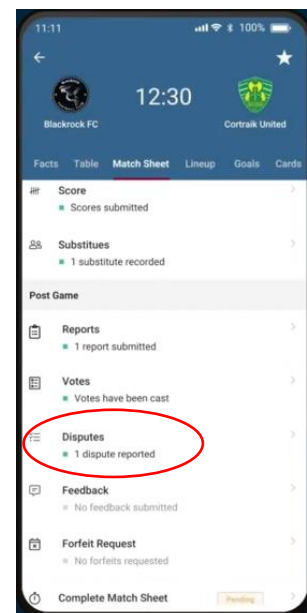 11:11 100%
12:30
Blackrock FC Cortraik United
Facts Table Match Sheet Lineup Goals Cards
Score
Scores submitted
Substitues
1 substitute recorded
Post Game
Reports
1 report submitted
Votes
Votes have been cast
Disputes
1 dispute reported
Feedback
No feedback submitted
Forfeit Request
No forfeits requested
Complete Match Sheet Pending